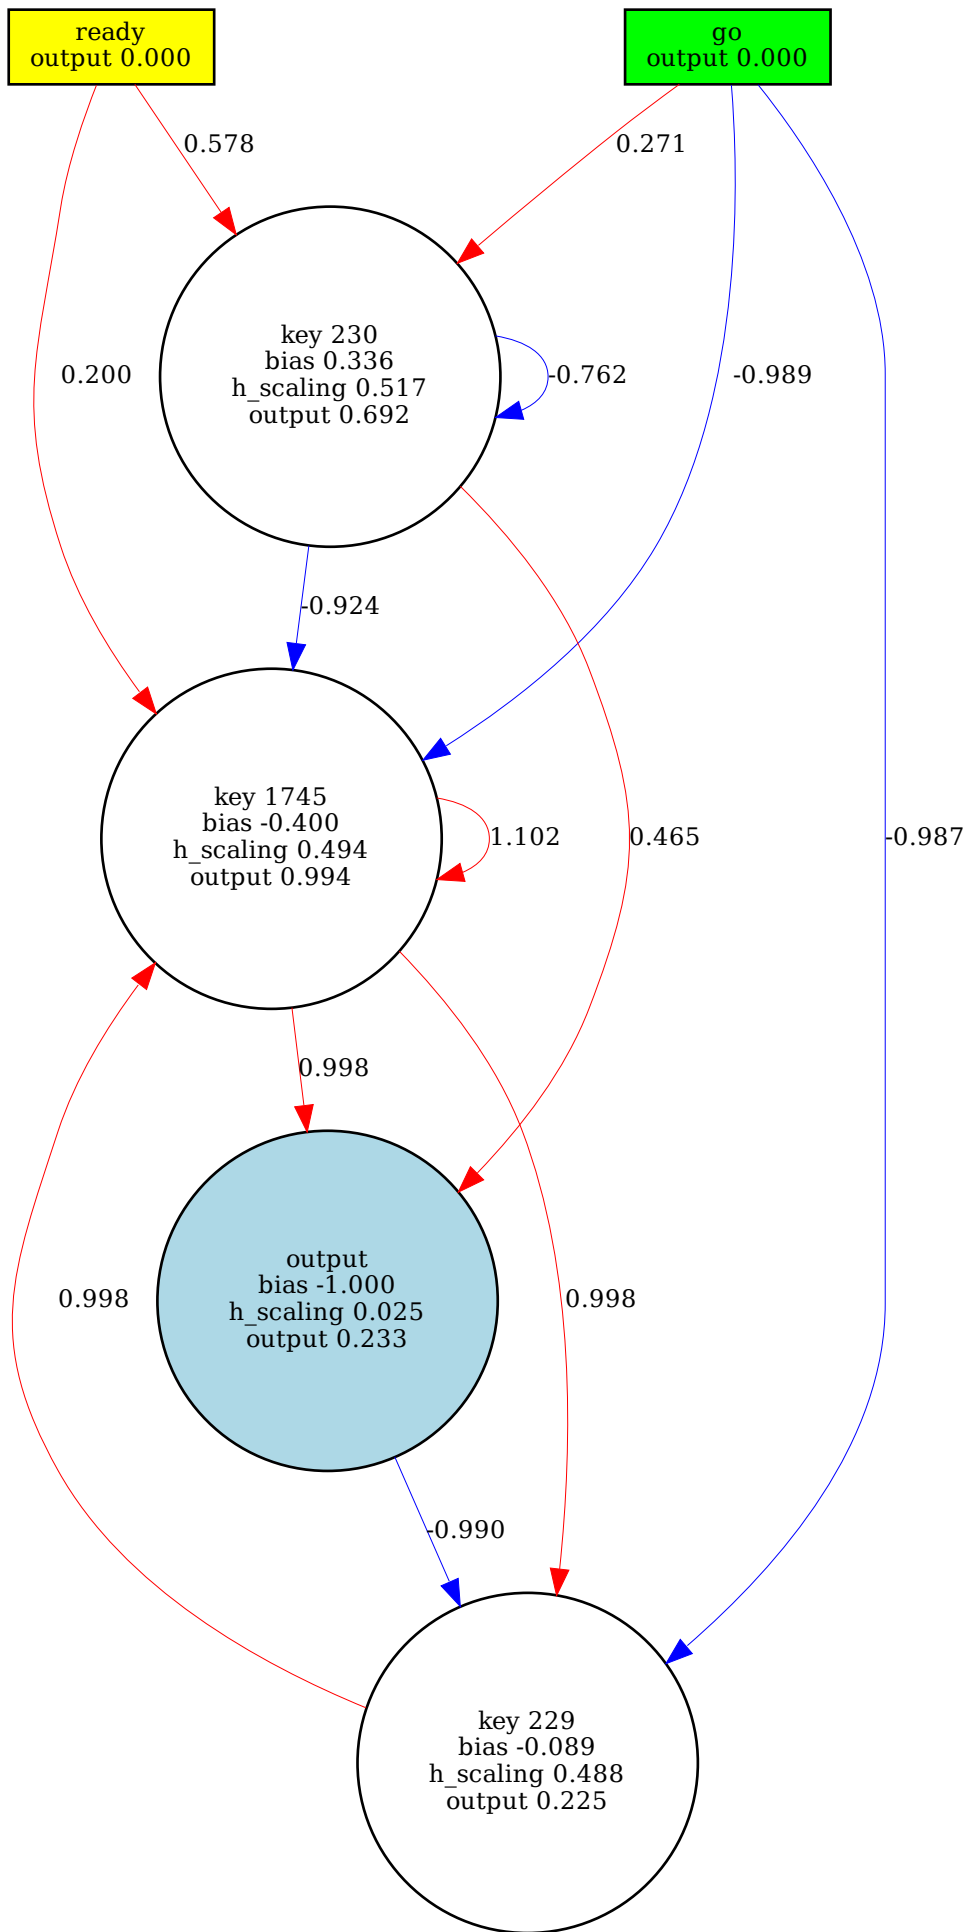 ready
output 0.000
go
output 0.000
0.578
0.271
key 230
bias 0.336
h_scaling 0.517
output 0.692
0.200
-0.762
-0.989
-0.924
key 1745
bias -0.400
h_scaling 0.494
output 0.994
1.102
0.465
-0.987
0.998
output
bias -1.000
h_scaling 0.025
output 0.233
0.998
0.998
-0.990
key 229
bias -0.089
h_scaling 0.488
output 0.225